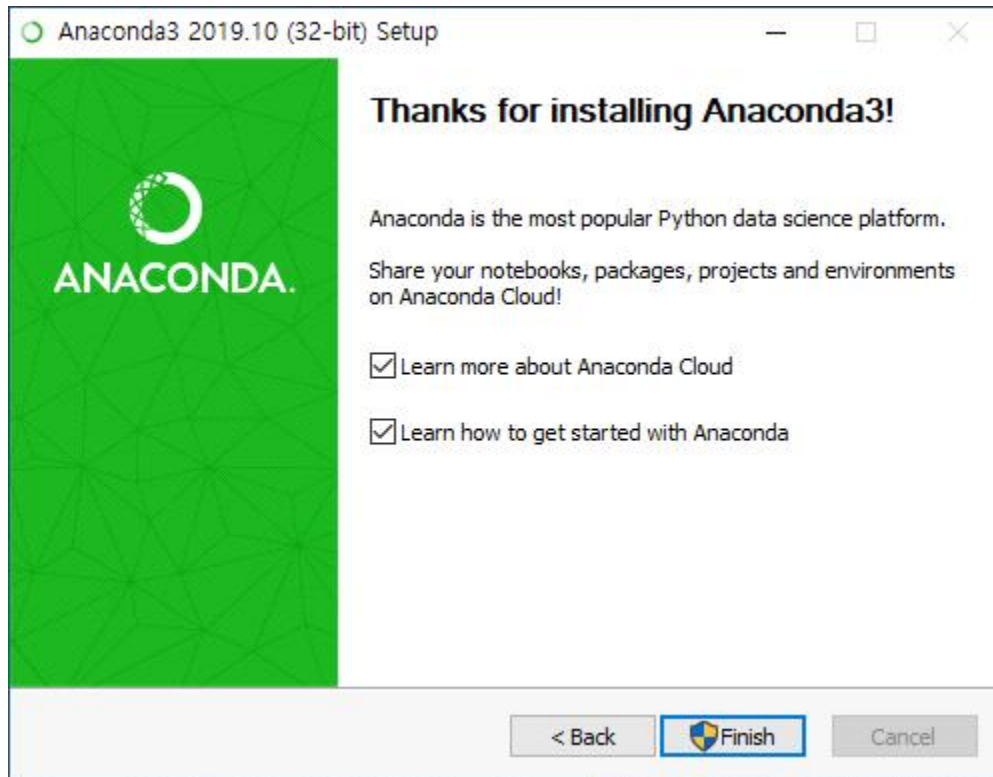 Anaconda3 2019.10 (32-bit) Setup
Thanks for installing Anaconda3!
ANACONDA.
Anaconda is the most popular Python data science platform.
Share your notebooks, packages, projects and environments
on Anaconda Cloud!
Learn more about Anaconda Cloud
Learn how to get started with Anaconda
< Back
Finish
Cancel